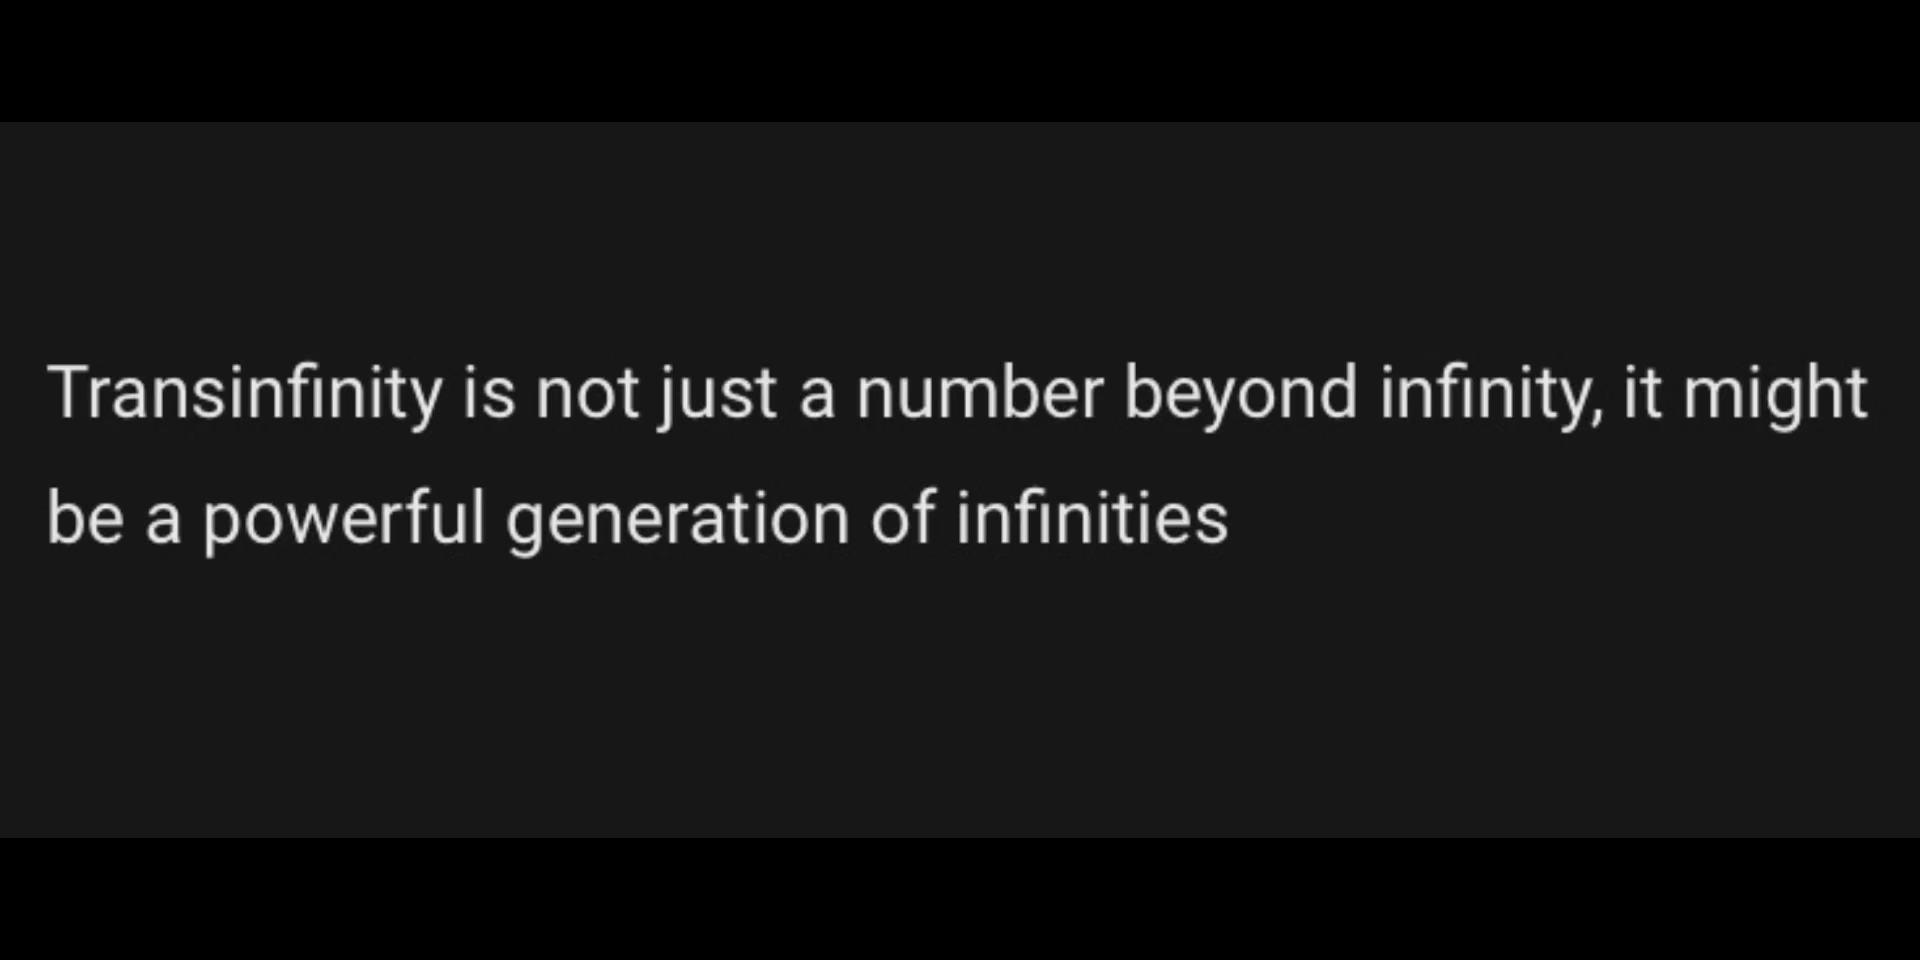 Transinfinity is not just a number beyond infinity, it might
be a powerful generation of infinities